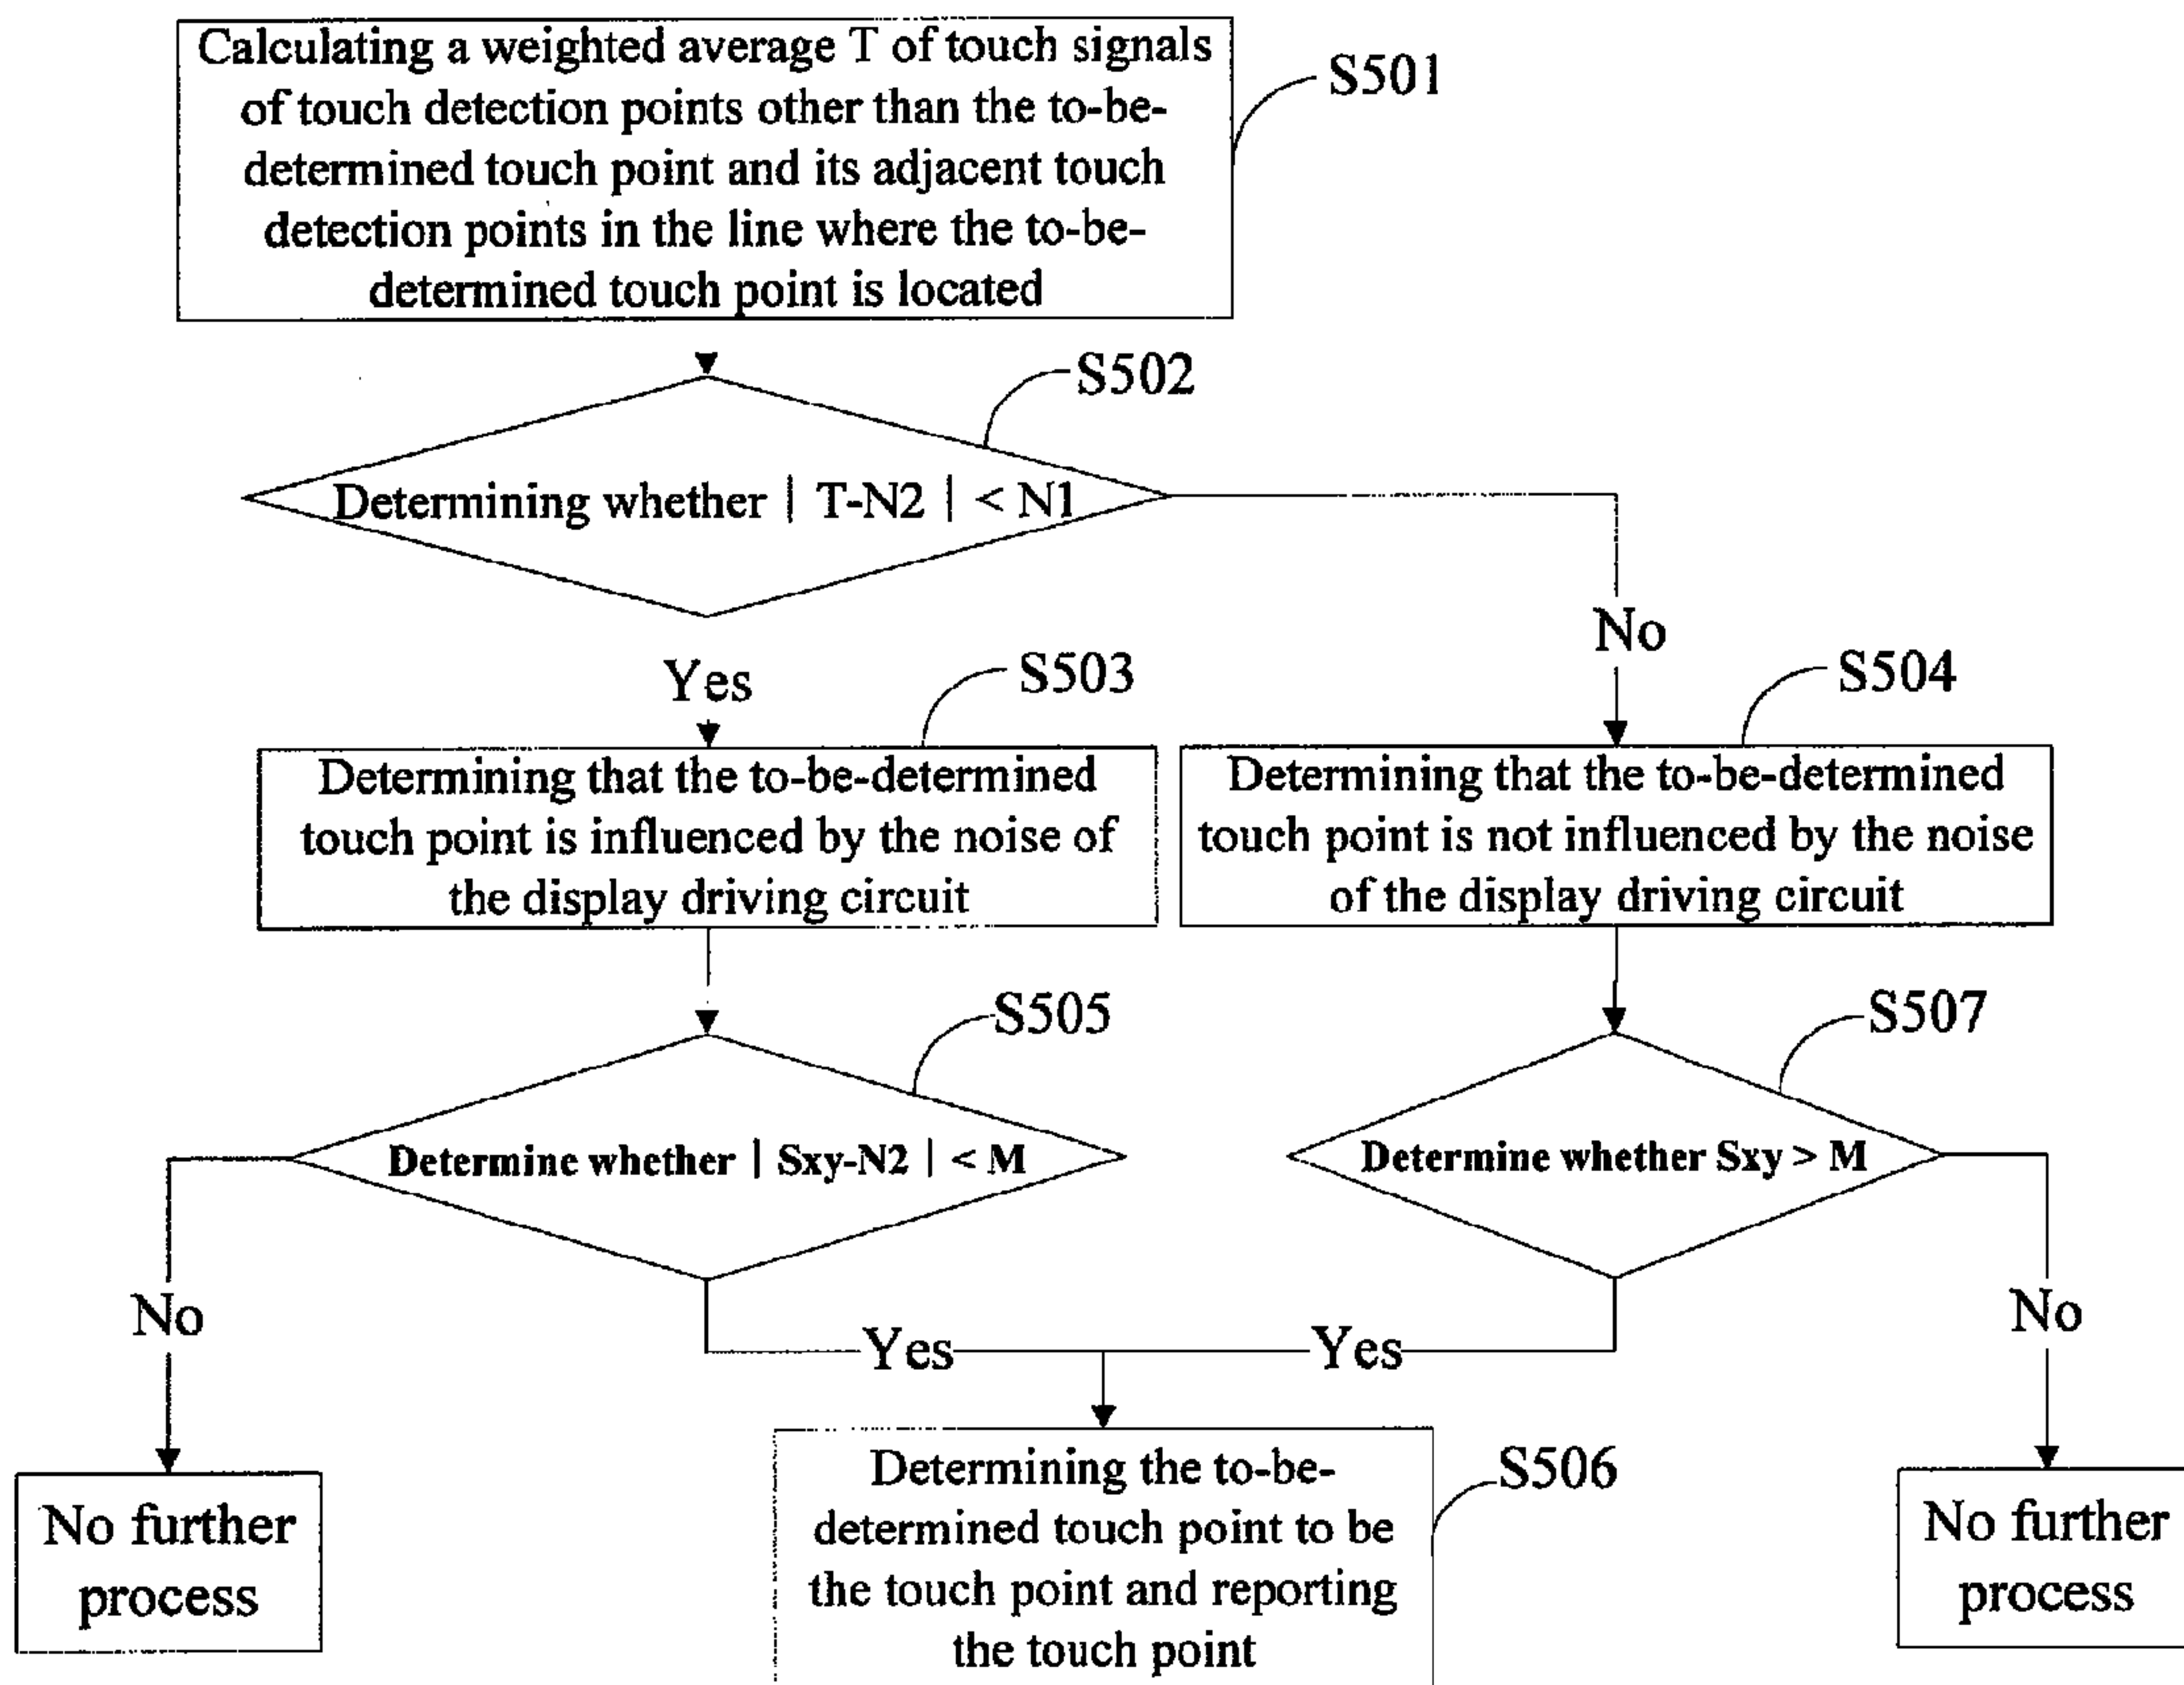 Calculating a weighted average T of touch signals
of touch detection points other than the to-be-
determined touch point and its adjacent touch
detection points in the line where the to-be-
determined touch point is located
S501
S502
Determining whether | T-N2 | < N1
No
Yes
S503
S504
Determining that the to-be-determined
touch point is influenced by the noise of
the display driving circuit
Determining that the to-be-determined
touch point is not influenced by the noise
of the display driving circuit
S505
S507
Determine whether | Sxy-N2 | < M
Determine whether Sxy > M
No
No
Yes
Yes
No further
process
Determining the to-be-
determined touch point to be
the touch point and reporting
the touch point
S506
No further
process